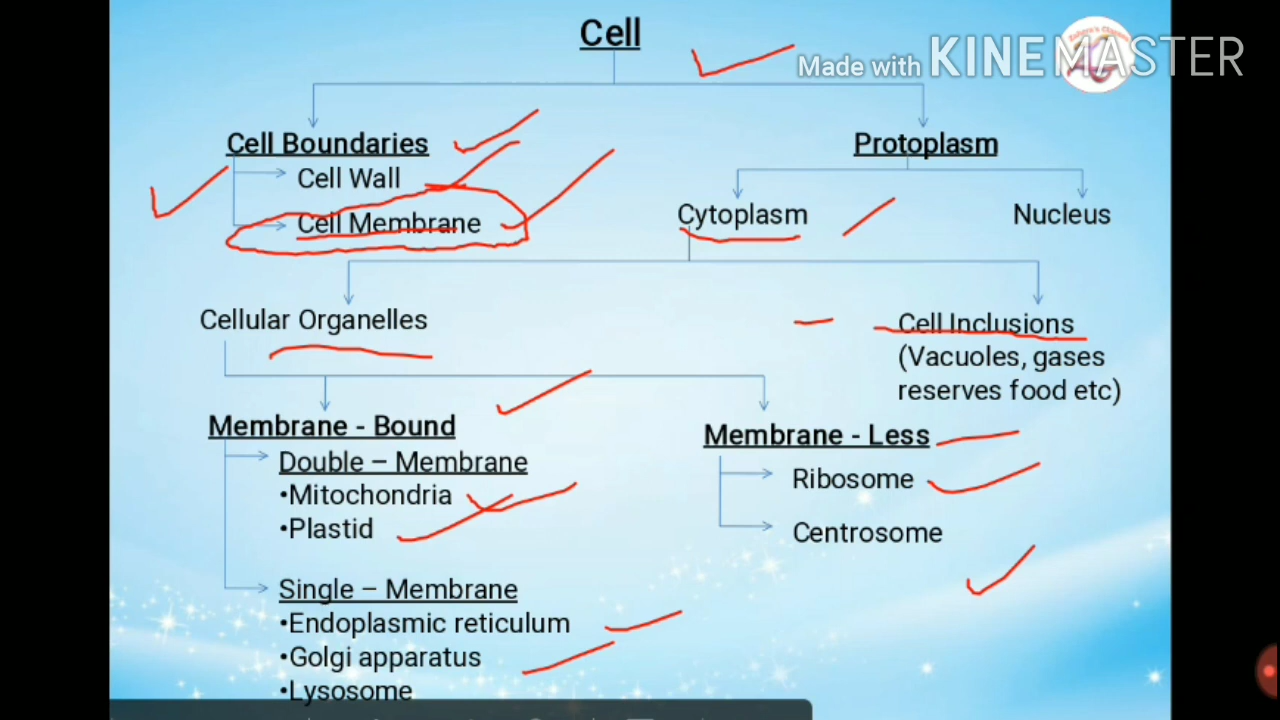 Cell
Made with KINEMASTER
Cell Boundaries
Protoplasm
Cell Wall
Cell Membrane
Cytoplasm
Nucleus
Cellular Organelles
Cell Inclusions
(Vacuoles, gases
reserves food etc)
Membrane - Bound
Membrane - Less
Double – Membrane
•Mitochondria
•Plastid
Ribosome
Centrosome
Single – Membrane
•Endoplasmic reticulum
•Golgi apparatus
•Lysosome